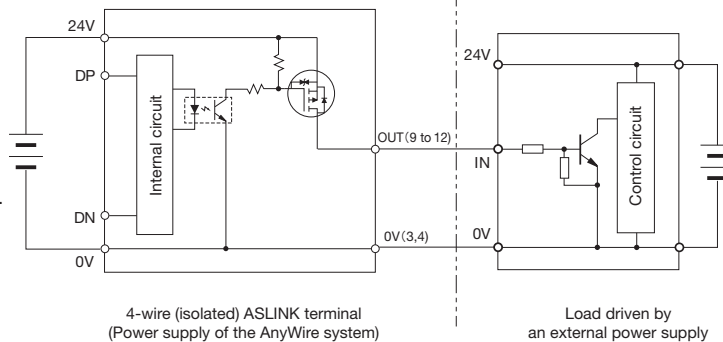 24V
DP
Internal circuit
DN
0V
OUT(9 to 12)
0V(3,4)
24V
IN
0V
Control circuit
4-wire (isolated) ASLINK terminal
(Power supply of the AnyWire system)
Load driven by
an external power supply